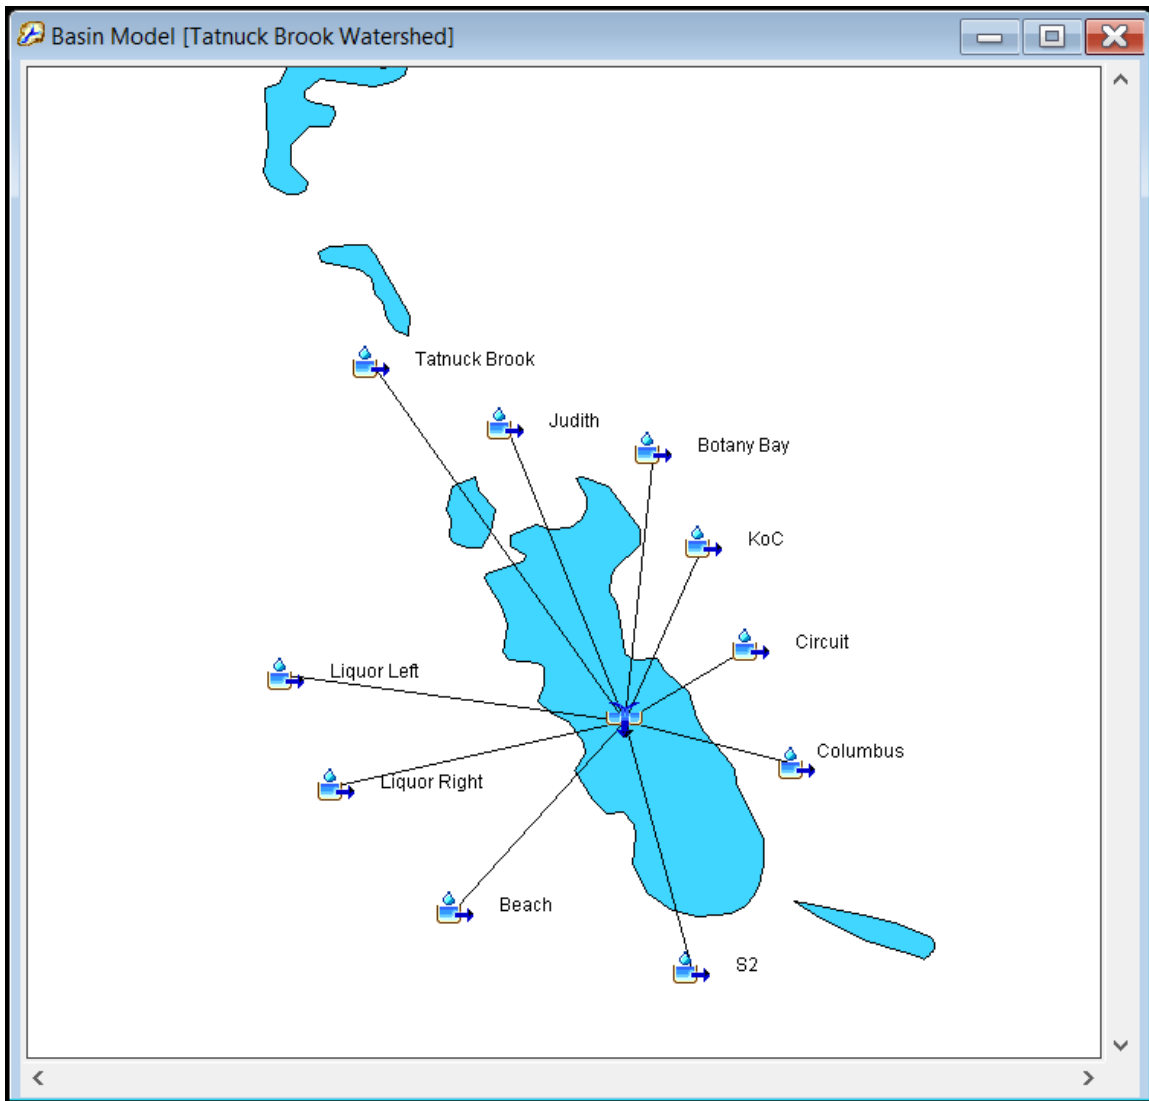 Basin Model [Tatnuck Brook Watershed]
Tatnuck Brook
Judith
Botany Bay
KoC
Circuit
Liquor Left
Columbus
Liquor Right
Beach
S2